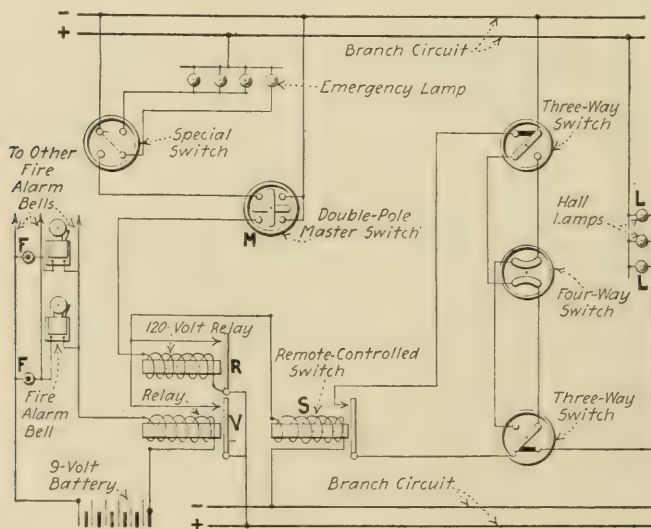 -
+
Branch Circuit
Emergency Lamp
Special
Switch
Three-Way
Switch
To Other
Fire
Alarm
Bells
F
M
Double-Pole
Master Switch
Hall
Lamps
L
L
Four-Way
Switch
120-Volt Relay
R
Remote-Controlled
Switch
F
Fire
Alarm
Bell
Relay
V
S
Three-Way
Switch
9-Volt
Battery
-
+
Branch Circuit